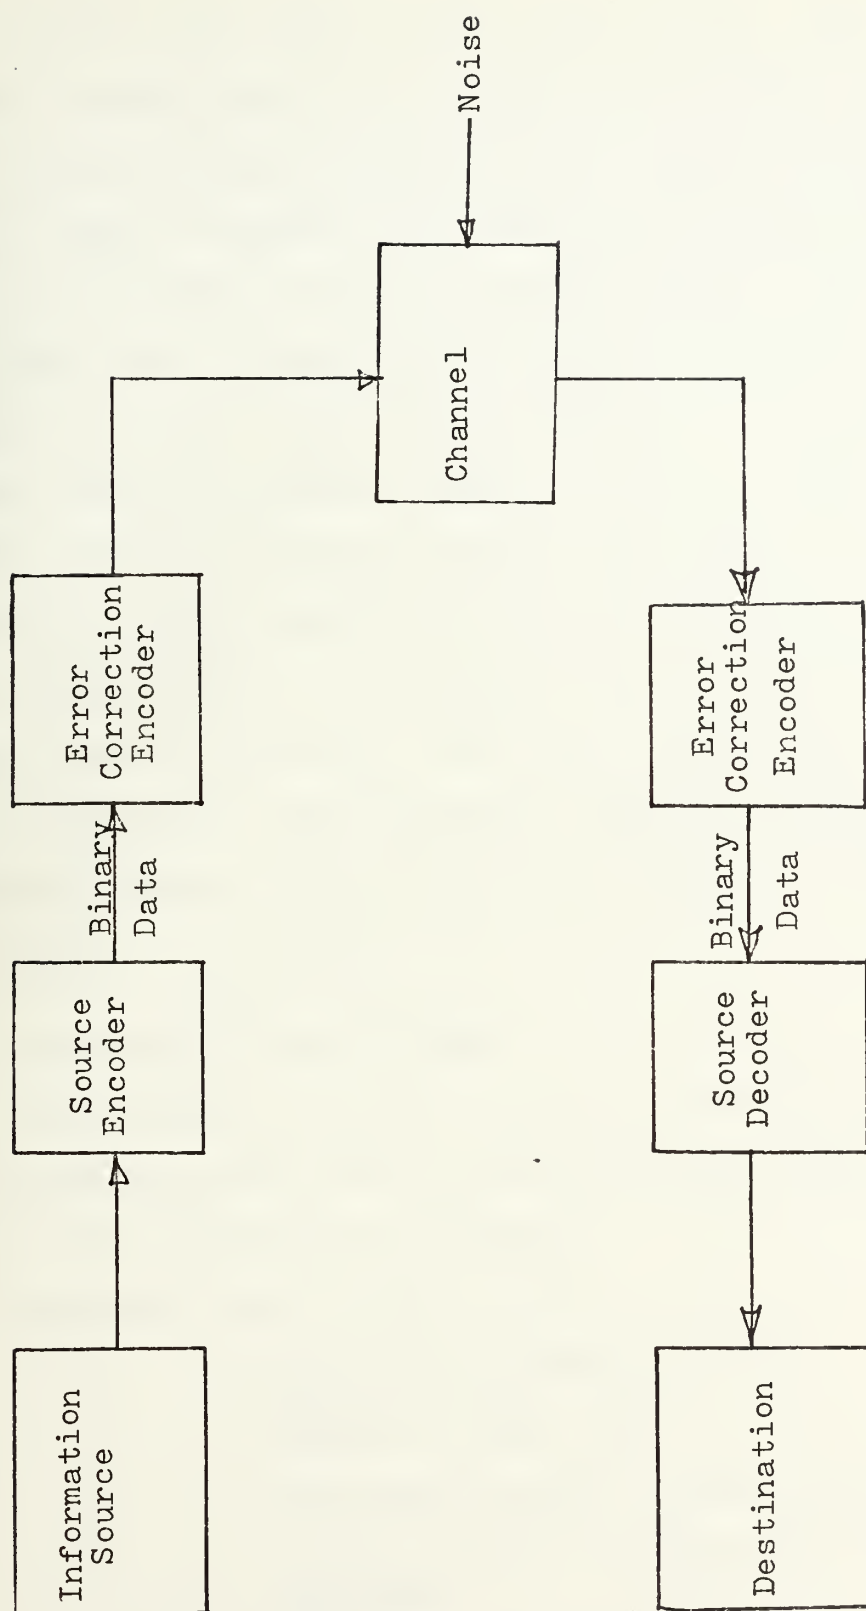 Information
Source
Source
Encoder
Binary
Data
Error
Correction
Encoder
Channel
Noise
Error
Correction
Encoder
Binary
Data
Source
Decoder
Destination